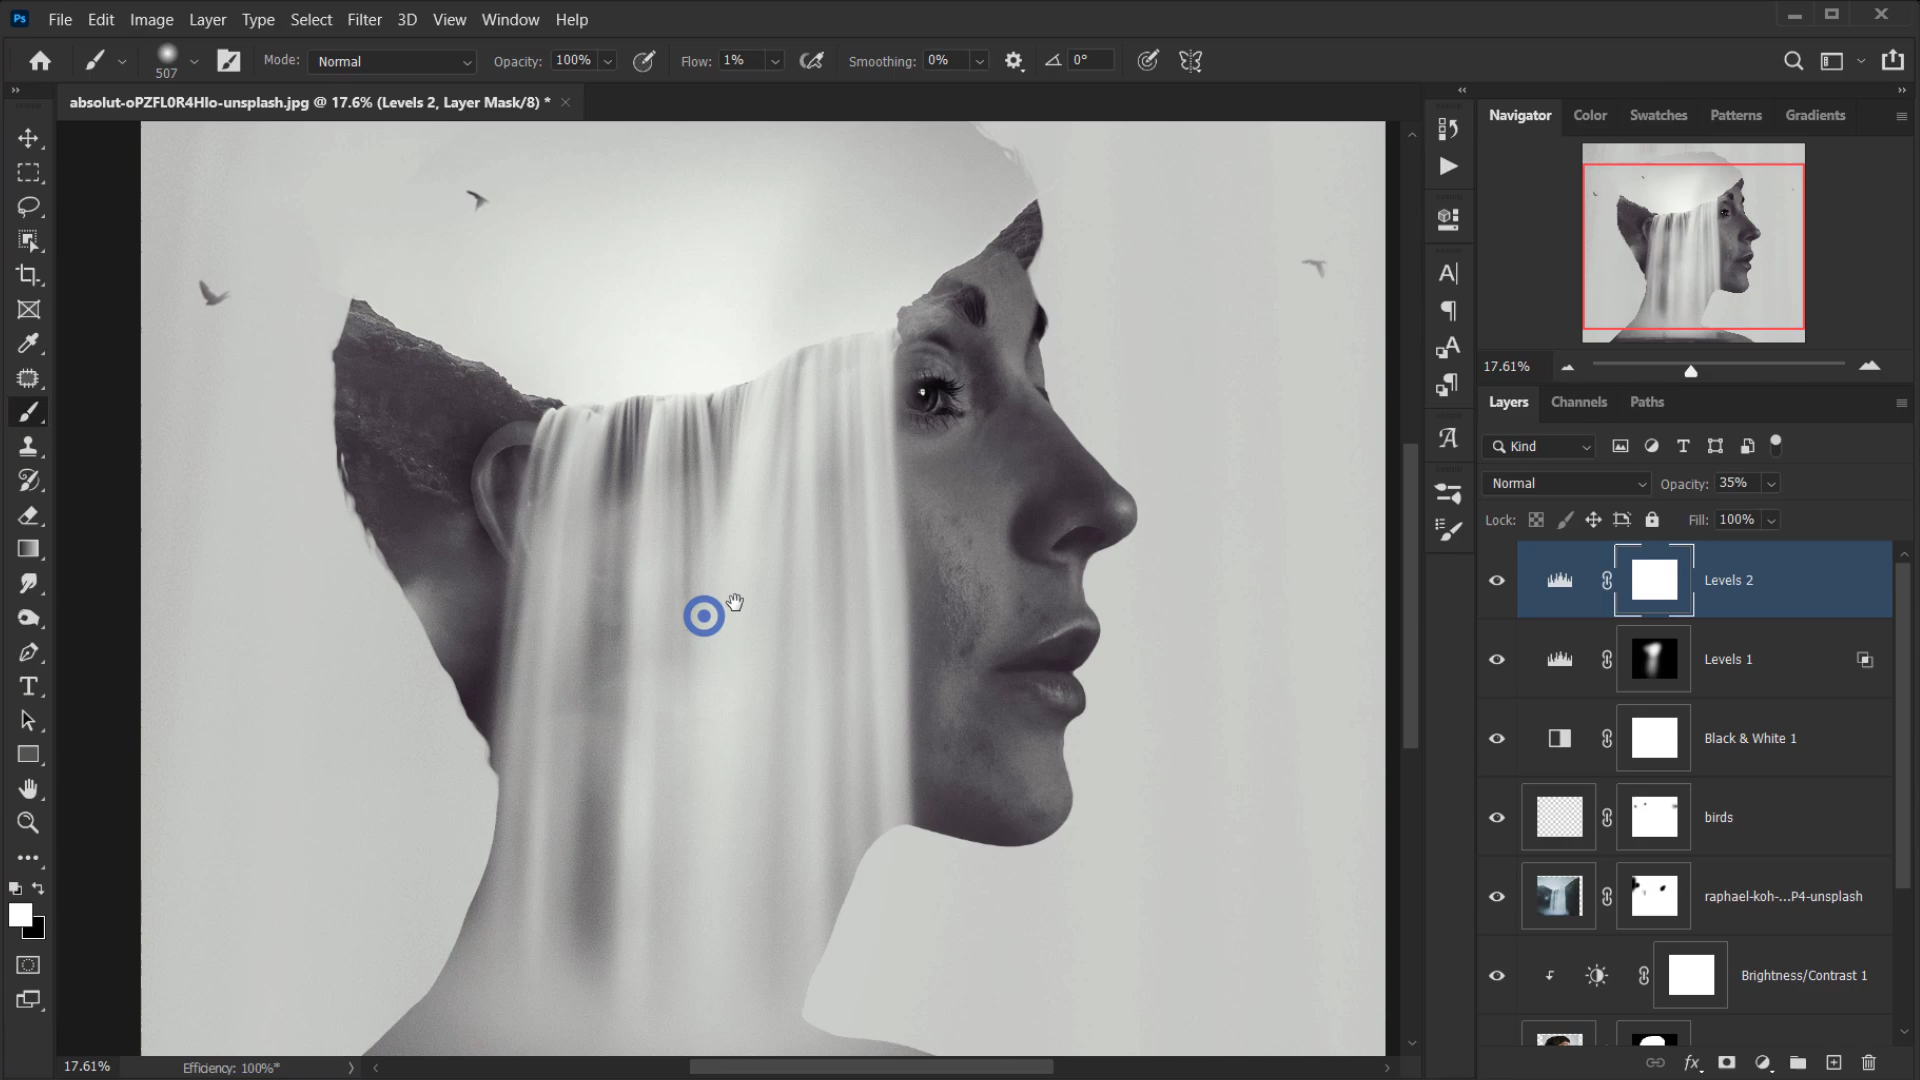 Ps File Edit Image Layer Type Select Filter 3D View Window Help
507 Mode: Normal Opacity: 100% Flow: 1% Smoothing: 0% 0°
absolut-oPZFL0R4HIo-unsplash.jpg @ 17.6% (Levels 2, Layer Mask/8) *
Navigator Color Swatches Patterns Gradients
17.61%
Layers Channels Paths
Kind
Normal Opacity: 35%
Lock: Fill: 100%
Levels 2
Levels 1
Black & White 1
birds
raphael-koh-...P4-unsplash
Brightness/Contrast 1
17.61% Efficiency: 100%*
fx